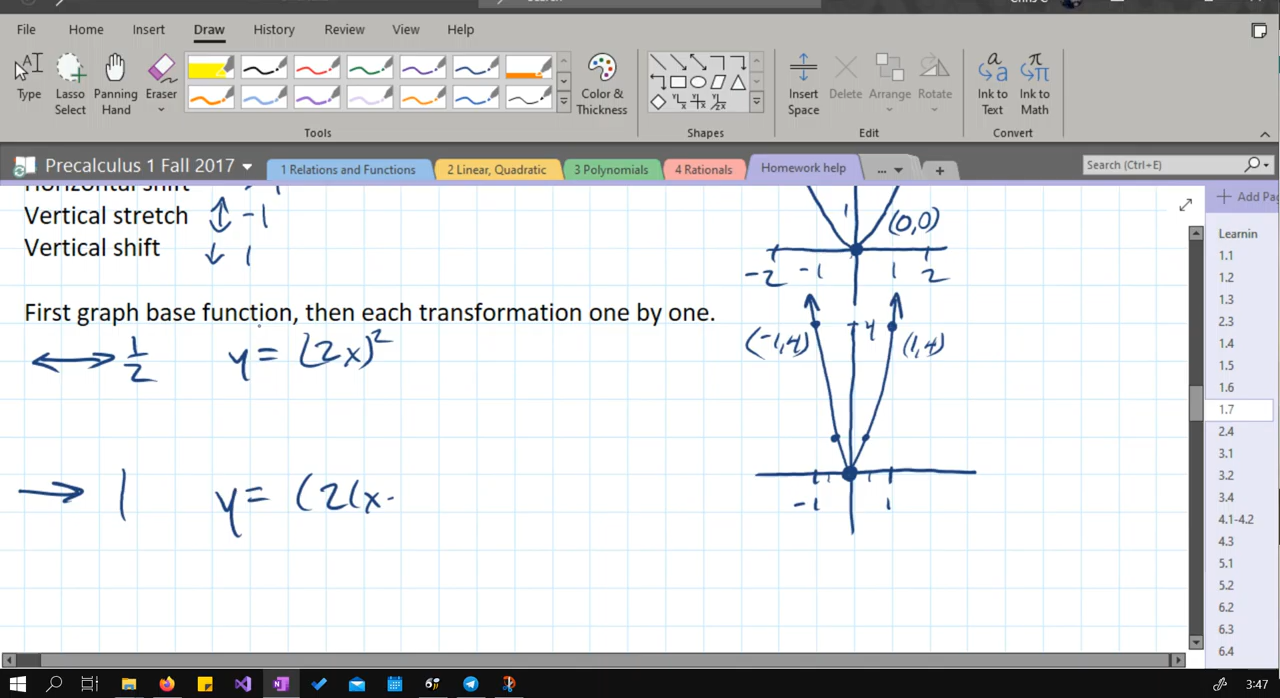 File Home Insert Draw History Review View Help
Type Lasso Select Panning Hand Eraser Color & Thickness Insert Space Delete Arrange Rotate Ink to Text Ink to Math
Tools Shapes Edit Convert
Precalculus 1 Fall 2017 1 Relations and Functions 2 Linear, Quadratic 3 Polynomials 4 Rationals Homework help ... Search (Ctrl+E)
Add Pag
Horizontal shift → 1
Vertical stretch ↕ -1
Vertical shift ↓ 1
First graph base function, then each transformation one by one.
↔ 1/2 y = (2x)²
→ 1 y = (2(x-
1 (0,0)
-2 -1 1 2
4
(-1,4) (1,4)
-1 1
Learnin
1.1
1.2
1.3
2.3
1.4
1.5
1.6
1.7
2.4
3.1
3.2
3.4
4.1-4.2
4.3
5.1
5.2
6.2
6.3
6.4
3:47